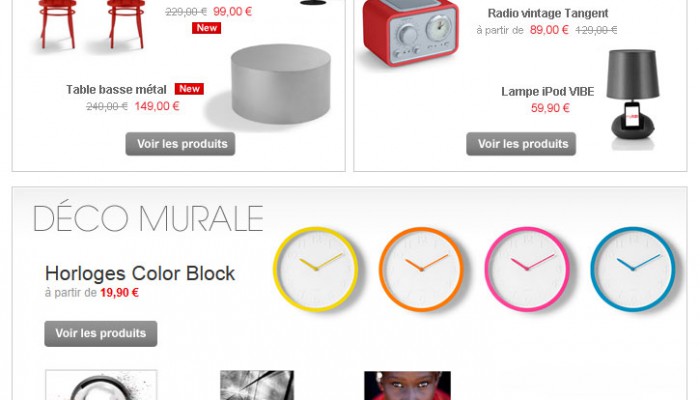 229,00 € 99,00 €
New
Table basse métal New
240,00 € 149,00 €
Voir les produits
Radio vintage Tangent
à partir de 89,00 € 129,00 €
Lampe iPod VIBE
59,90 €
Voir les produits
DÉCO MURALE
Horloges Color Block
à partir de 19,90 €
Voir les produits